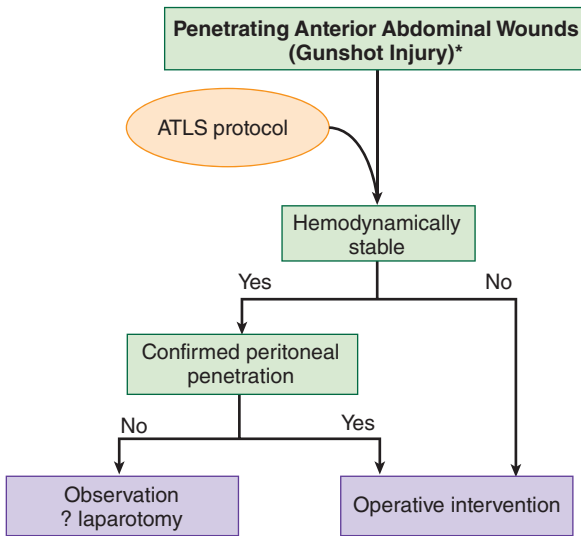 Penetrating Anterior Abdominal Wounds
(Gunshot Injury)*
ATLS protocol
Hemodynamically
stable
Yes
No
Confirmed peritoneal
penetration
No
Yes
Observation
? laparotomy
Operative intervention